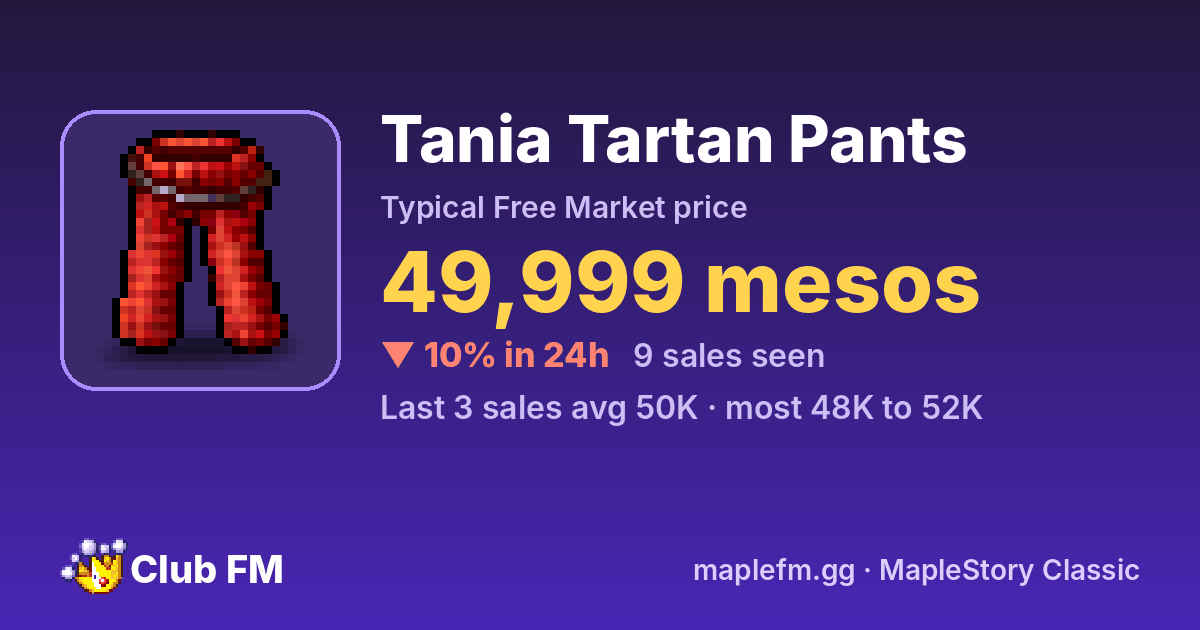 Tania Tartan Pants
Typical Free Market price
49,999 mesos
▼ 10% in 24h 9 sales seen
Last 3 sales avg 50K · most 48K to 52K
Club FM
maplefm.gg · MapleStory Classic